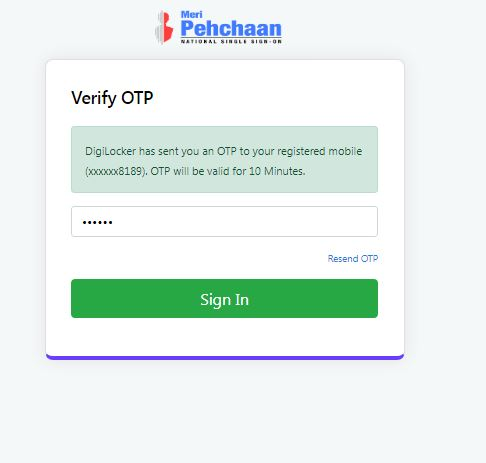 Meri
Pehchaan
NATIONAL SINGLE SIGN-ON
Verify OTP
DigiLocker has sent you an OTP to your registered mobile
(xxxxxx8189). OTP will be valid for 10 Minutes.
••••••
Resend OTP
Sign In